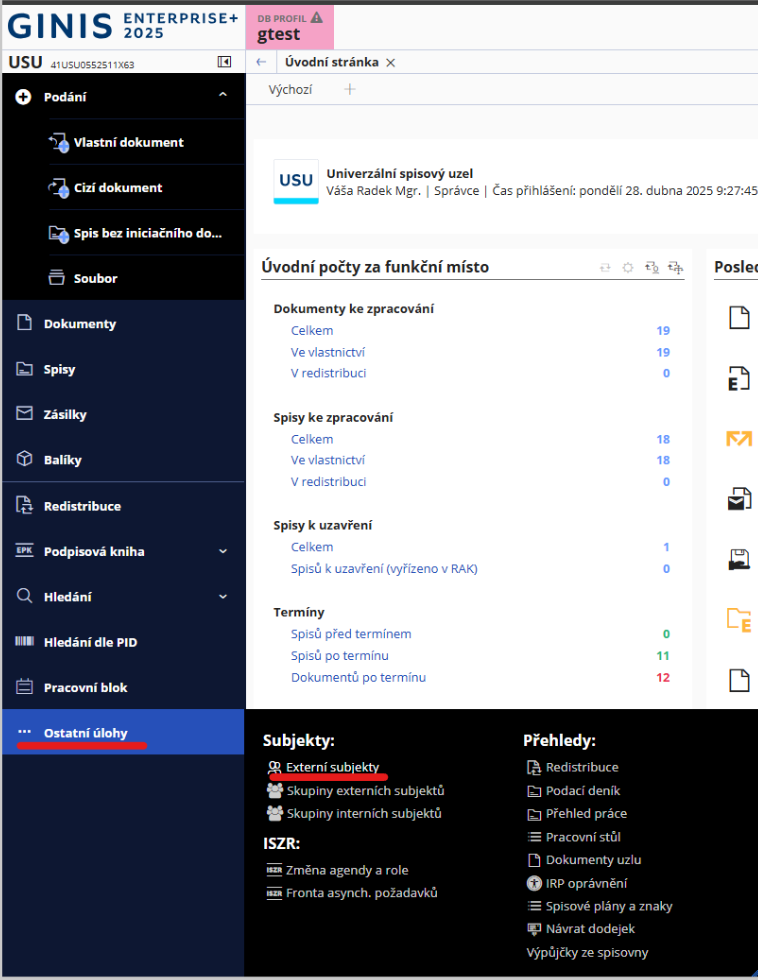 GINIS ENTERPRISE+
2025
DB PROFIL
gtest
USU 41USU0552511X63
Úvodní stránka
Výchozí
Podání
Vlastní dokument
Cizí dokument
Spis bez iniciačního do...
Soubor
Dokumenty
Spisy
Zásilky
Balíky
Redistribuce
EPK Podpisová kniha
Hledání
Hledání dle PID
Pracovní blok
Ostatní úlohy
USU
Univerzální spisový uzel
Váša Radek Mgr. | Správce | Čas přihlášení: pondělí 28. dubna 2025 9:27:45
Úvodní počty za funkční místo
Dokumenty ke zpracování
Celkem 19
Ve vlastnictví 19
V redistribuci 0
Spisy ke zpracování
Celkem 18
Ve vlastnictví 18
V redistribuci 0
Spisy k uzavření
Celkem 1
Spisů k uzavření (vyřízeno v RAK) 0
Termíny
Spisů před termínem 0
Spisů po termínu 11
Dokumentů po termínu 12
Posled
E
E
Subjekty:
Externí subjekty
Skupiny externích subjektů
Skupiny interních subjektů
ISZR:
ISZR Změna agendy a role
ISZR Fronta asynch. požadavků
Přehledy:
Redistribuce
Podací deník
Přehled práce
Pracovní stůl
Dokumenty uzlu
IRP oprávnění
Spisové plány a znaky
Návrat dodejek
Výpůjčky ze spisovny